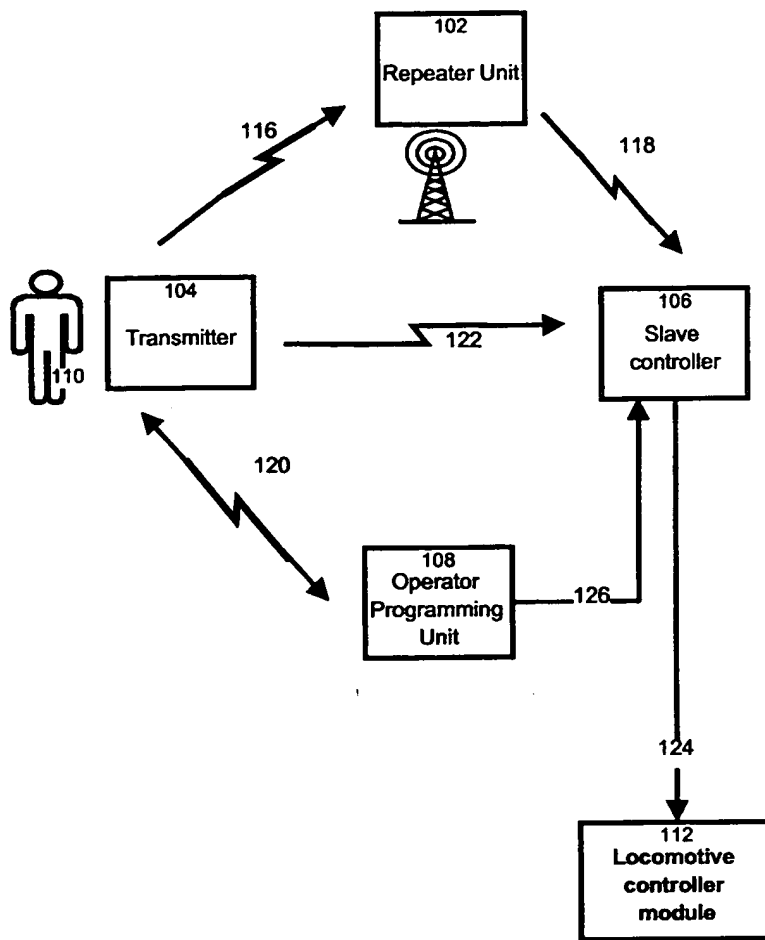 102
Repeater Unit
116
118
104
Transmitter
106
Slave
controller
110
122
120
108
Operator
Programming
Unit
126
124
112
Locomotive
controller
module